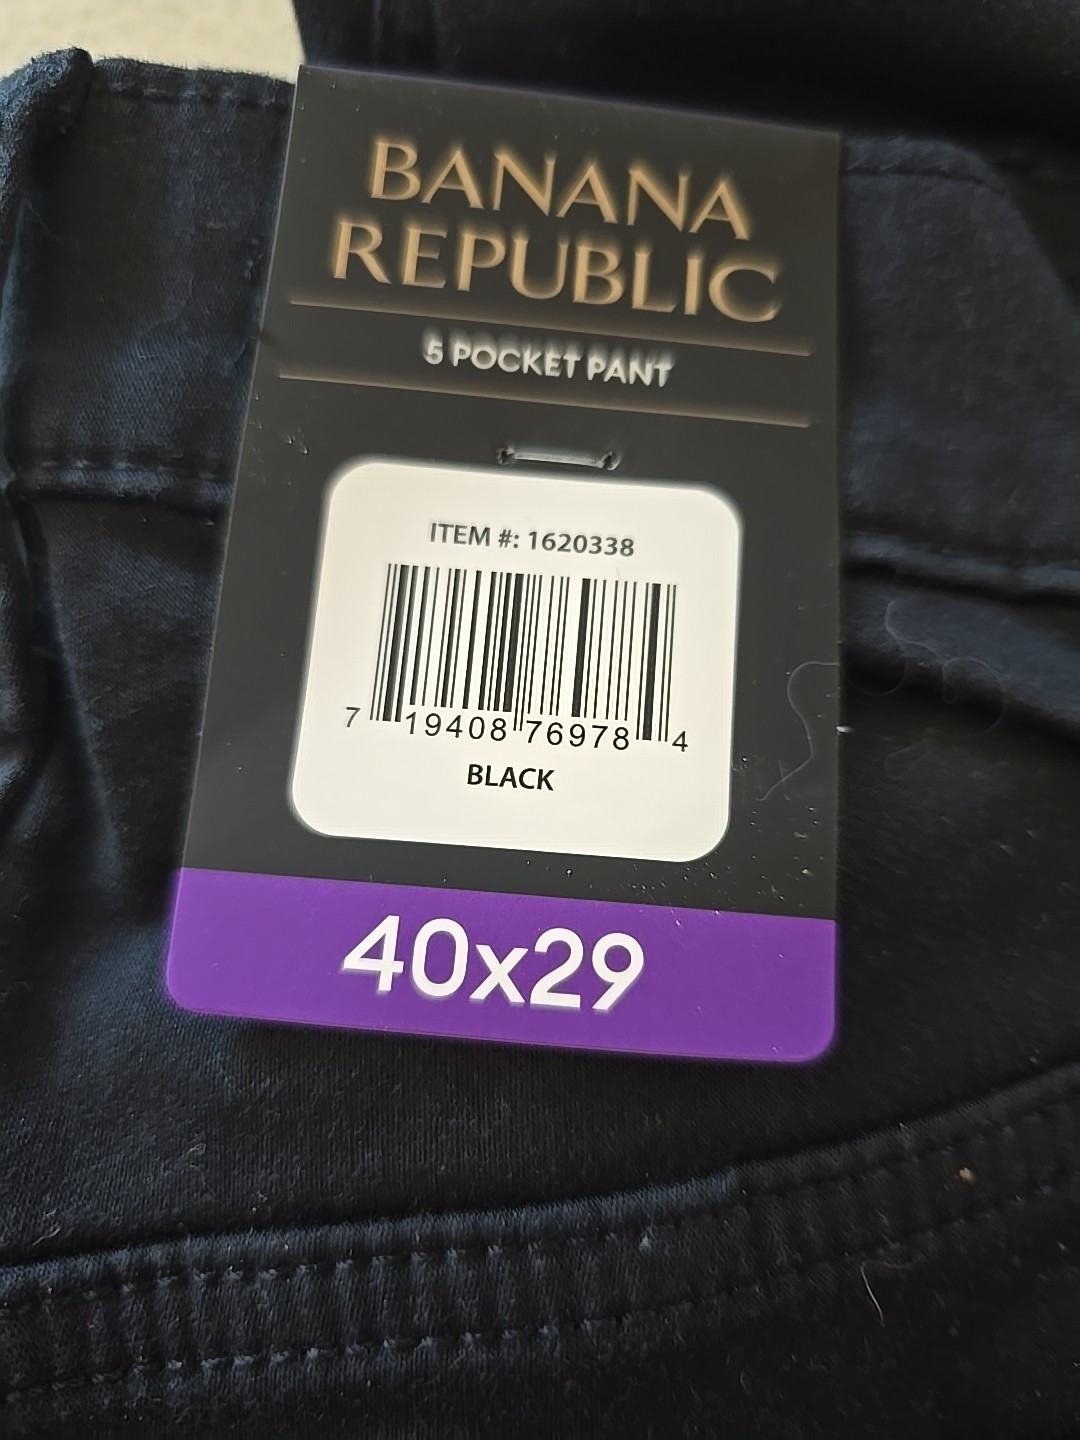 BANANA
REPUBLIC
5 POCKET PANT
ITEM #: 1620338
7 19408 76978 4
BLACK
40x29